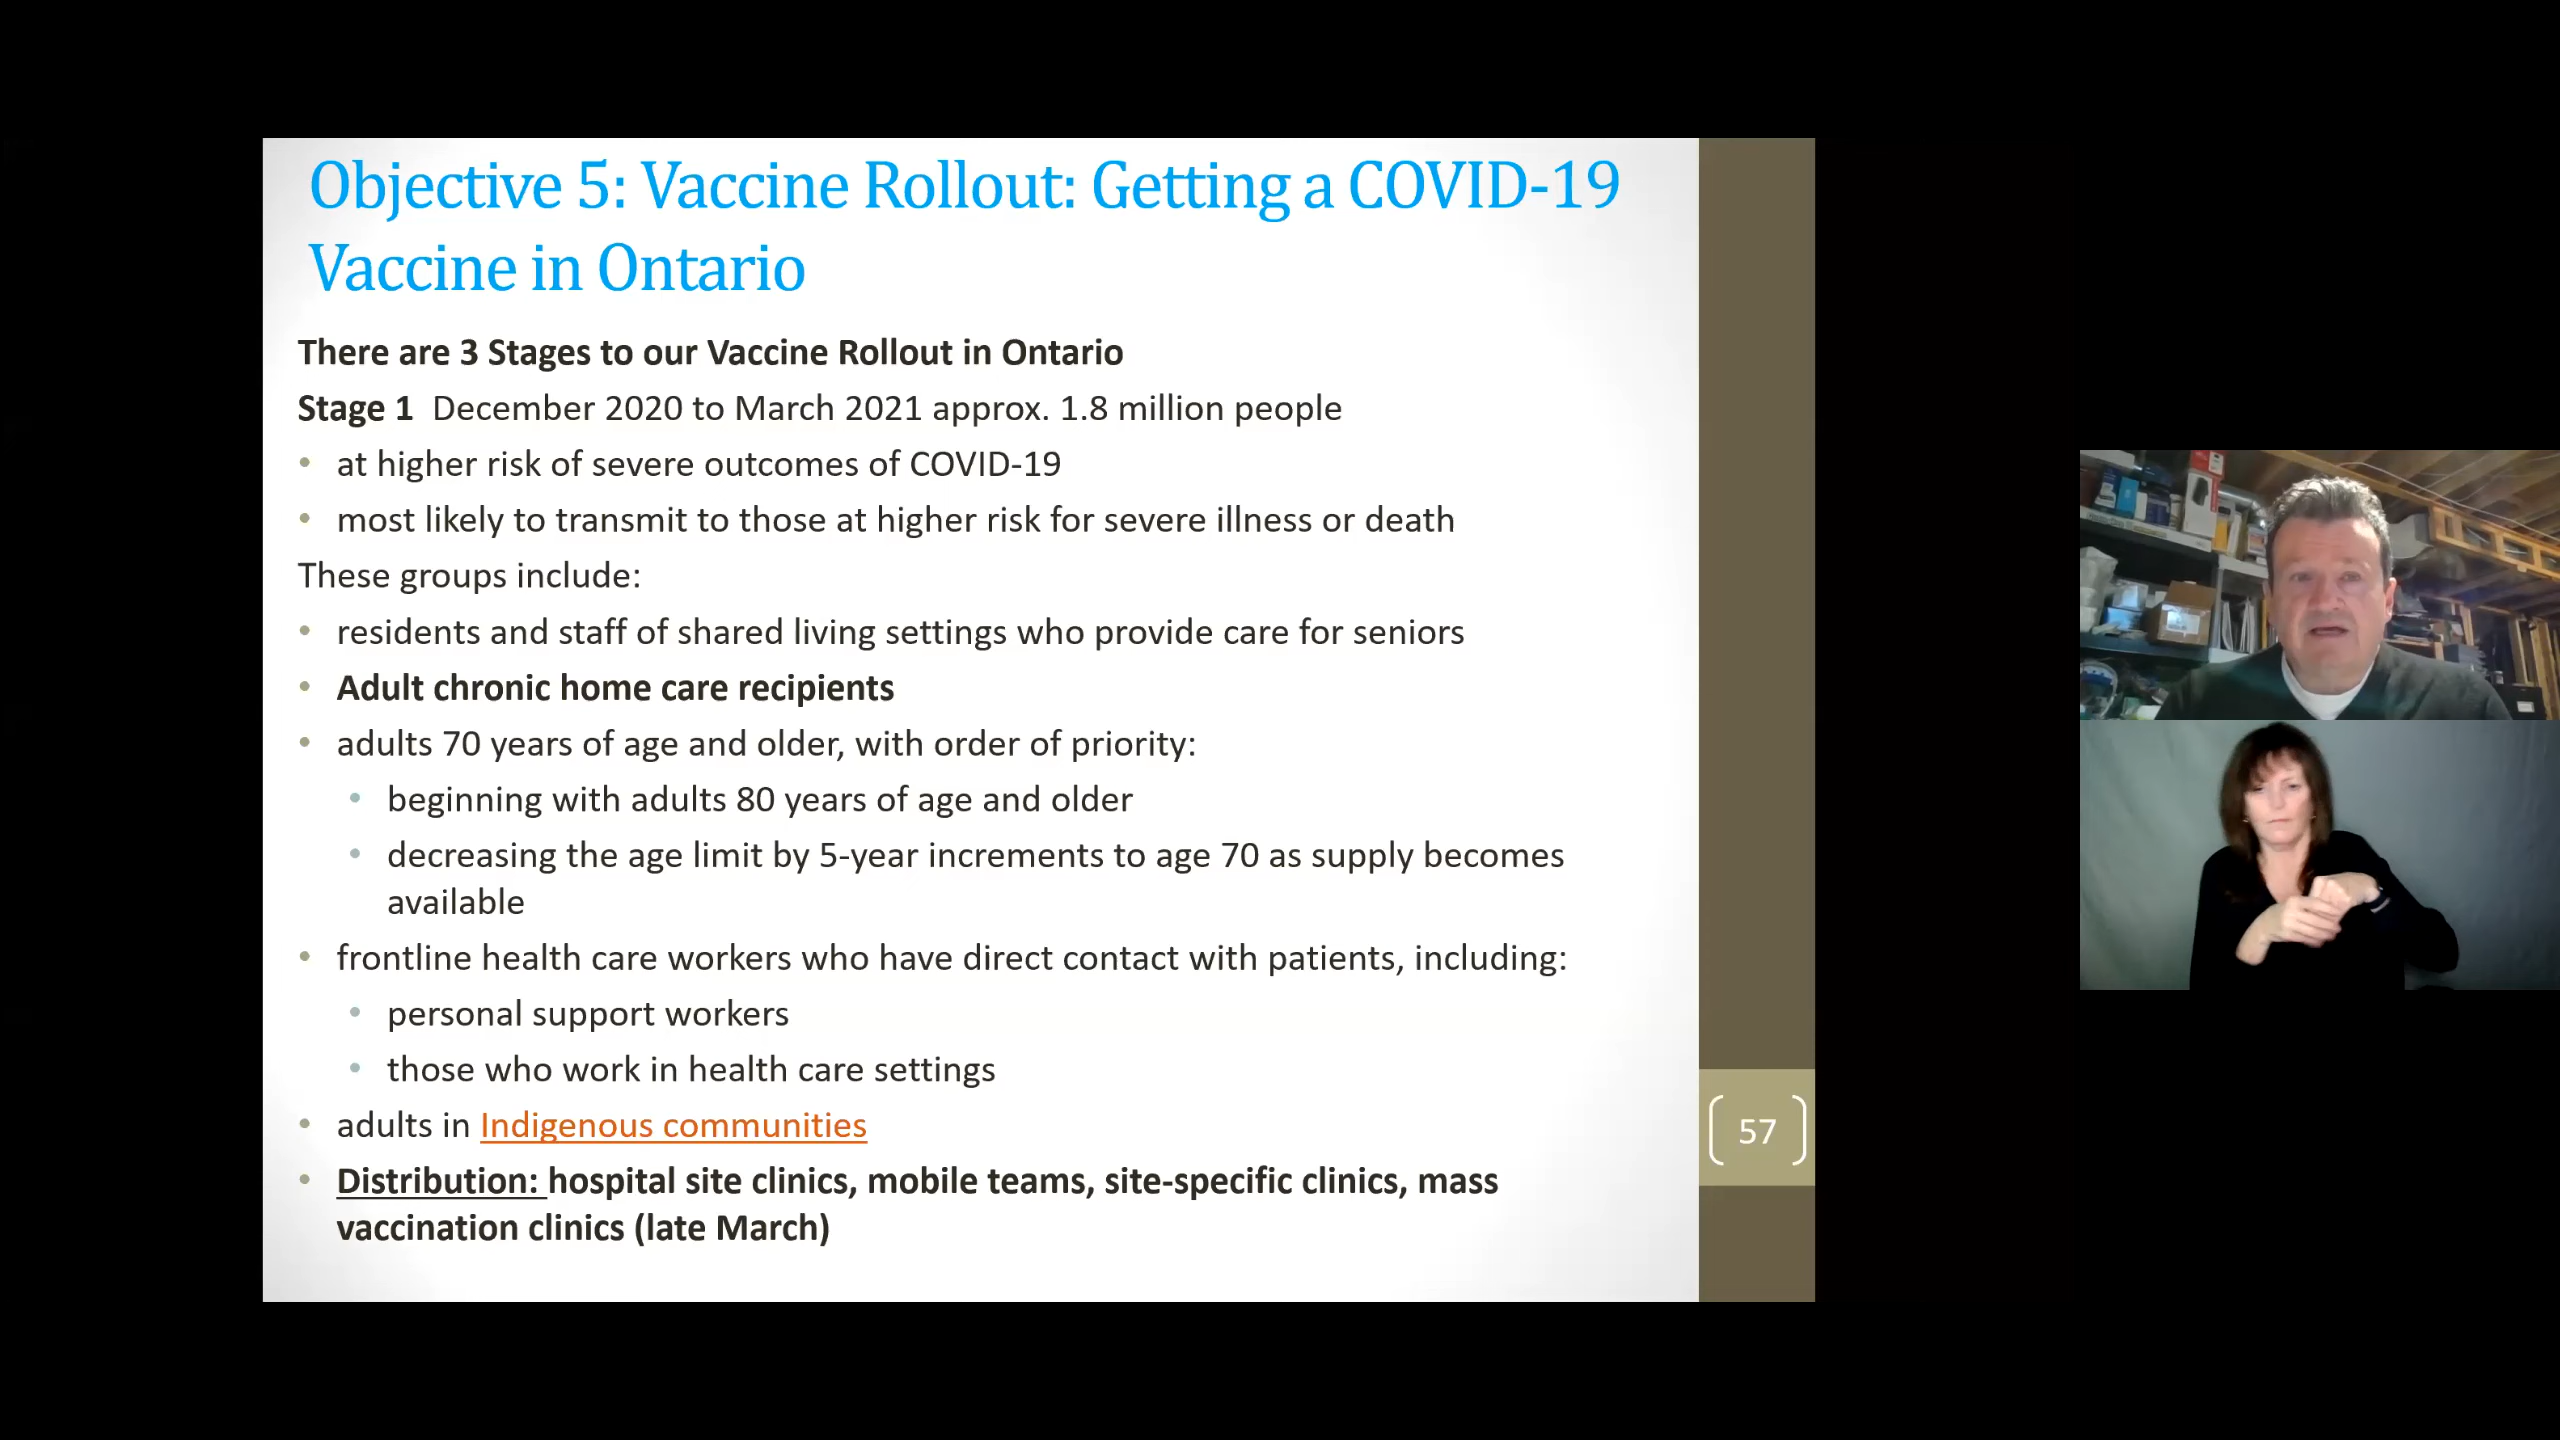 Objective 5: Vaccine Rollout: Getting a COVID-19
Vaccine in Ontario
There are 3 Stages to our Vaccine Rollout in Ontario
Stage 1 December 2020 to March 2021 approx. 1.8 million people
• at higher risk of severe outcomes of COVID-19
• most likely to transmit to those at higher risk for severe illness or death
These groups include:
• residents and staff of shared living settings who provide care for seniors
• Adult chronic home care recipients
• adults 70 years of age and older, with order of priority:
• beginning with adults 80 years of age and older
• decreasing the age limit by 5-year increments to age 70 as supply becomes
available
• frontline health care workers who have direct contact with patients, including:
• personal support workers
• those who work in health care settings
• adults in Indigenous communities
• Distribution: hospital site clinics, mobile teams, site-specific clinics, mass
vaccination clinics (late March)
57